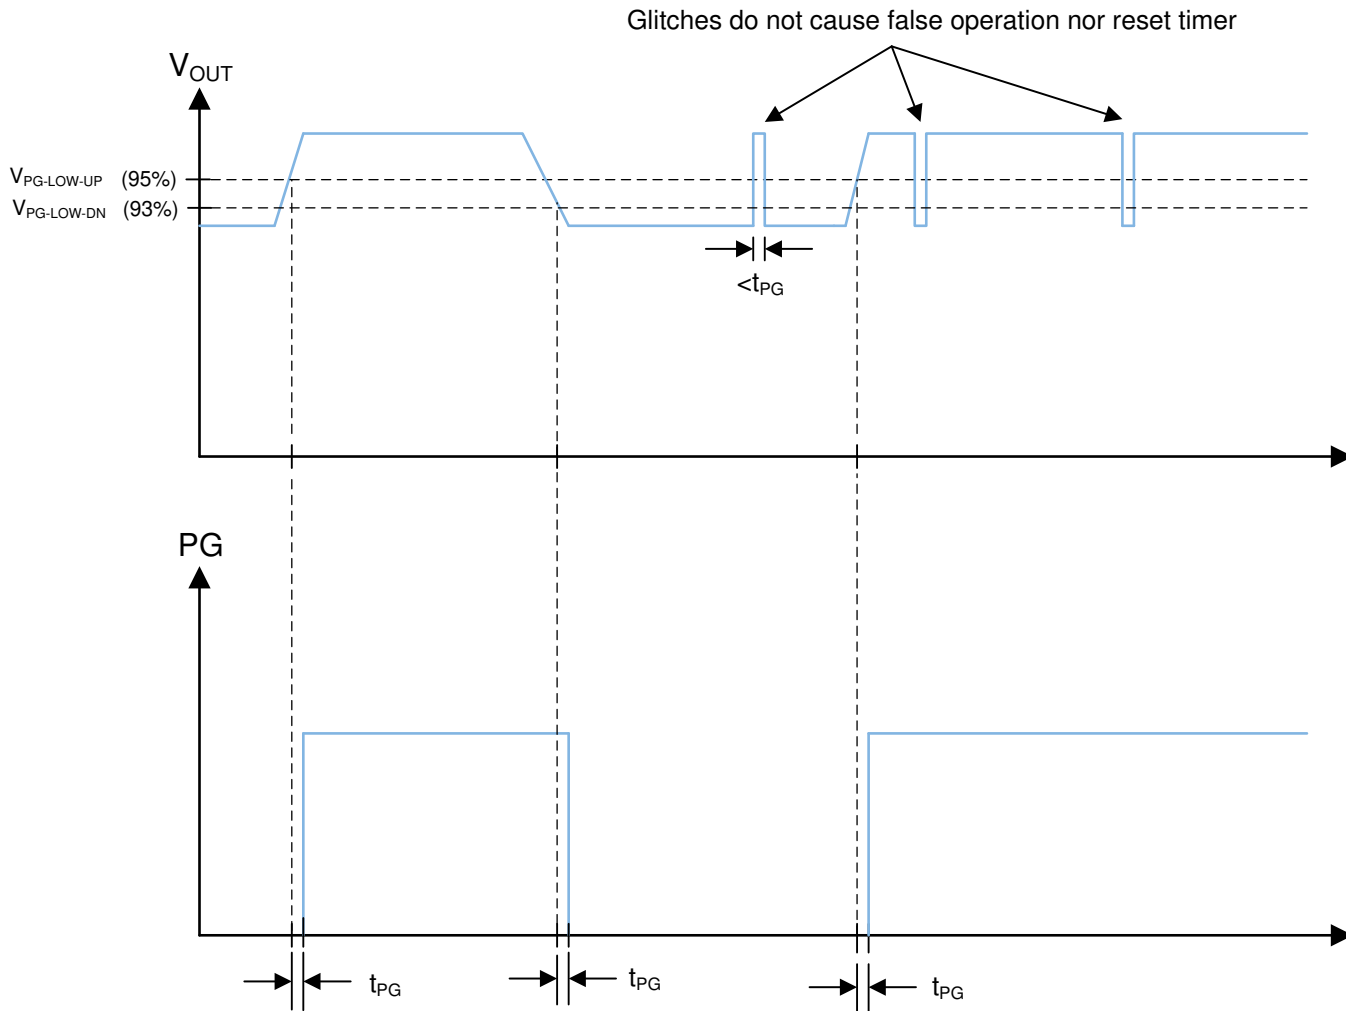 Glitches do not cause false operation nor reset timer
VOUT
VPG-LOW-UP (95%)
VPG-LOW-DN (93%)
<tPG
PG
tPG
tPG
tPG